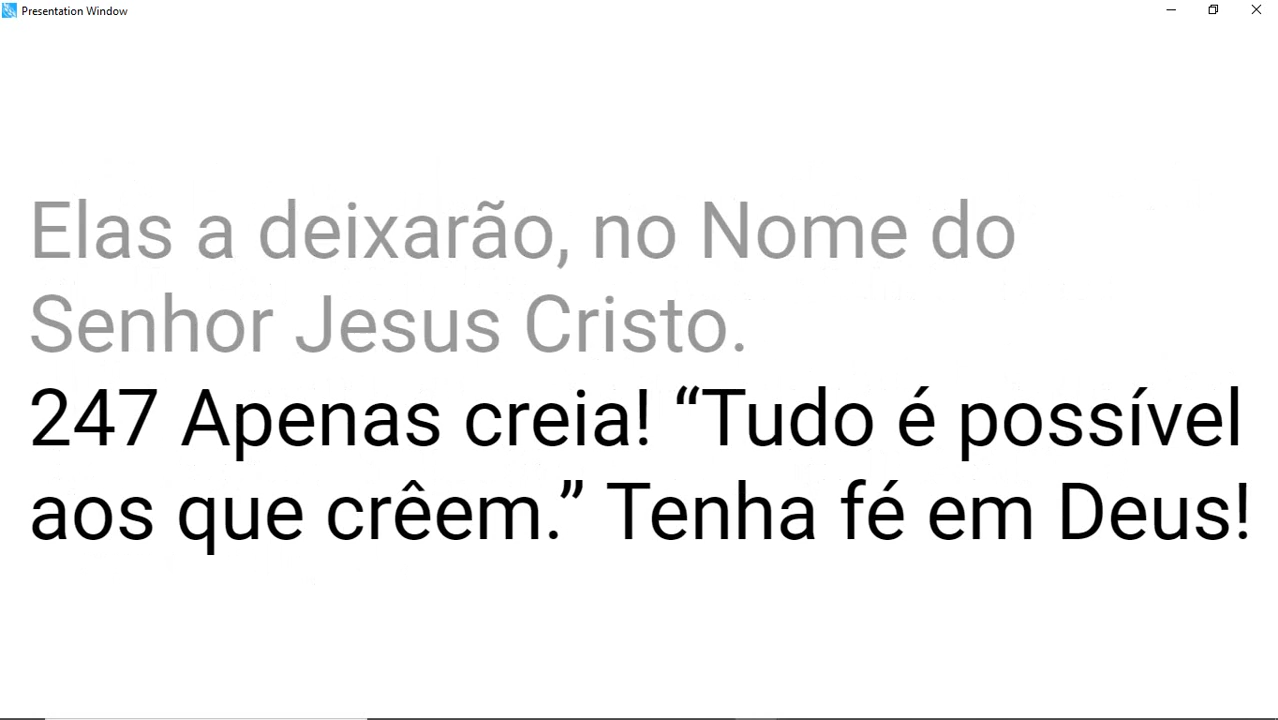 Presentation Window
Elas a deixarão, no Nome do
Senhor Jesus Cristo.
247 Apenas creia! “Tudo é possível
aos que crêem.” Tenha fé em Deus!